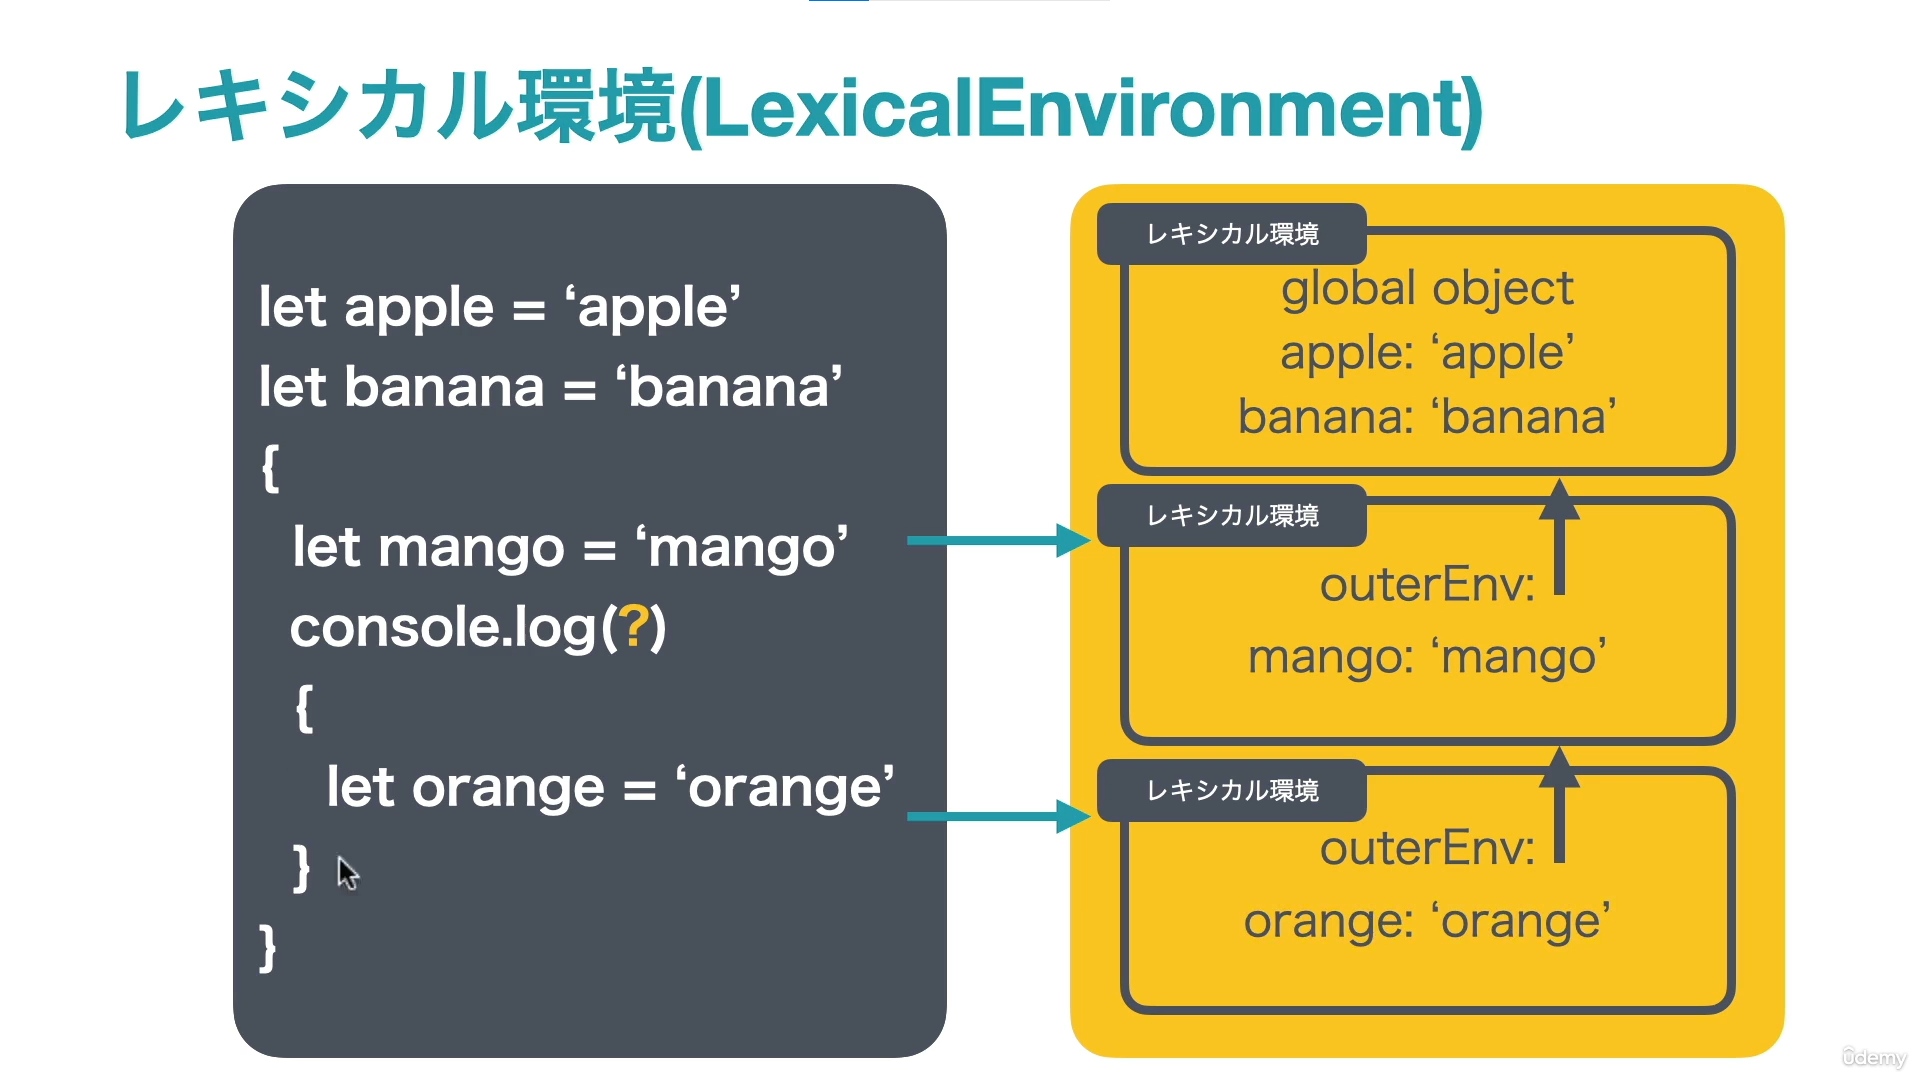 レキシカル環境(LexicalEnvironment)
let apple = ‘apple’
let banana = ‘banana’
{
let mango = ‘mango’
console.log(?)
{
let orange = ‘orange’
}
}
レキシカル環境
global object
apple: ‘apple’
banana: ‘banana’
レキシカル環境
outerEnv:
mango: ‘mango’
レキシカル環境
outerEnv:
orange: ‘orange’
ûdemy